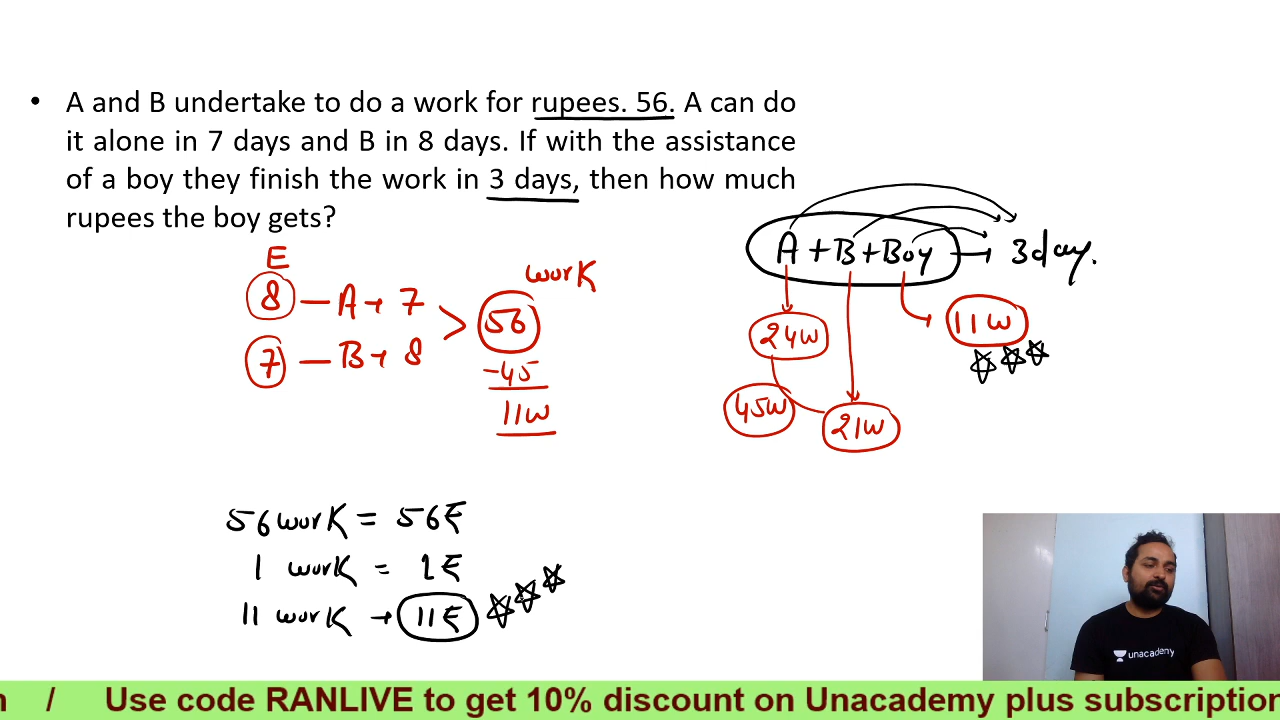 • A and B undertake to do a work for rupees. 56. A can do
it alone in 7 days and B in 8 days. If with the assistance
of a boy they finish the work in 3 days, then how much
rupees the boy gets?
E
8 — A → 7
7 — B → 8
> 56 work
-45
11w
A + B + Boy → 3 day.
24w
11w
45w
21w
56 work = 56₹
1 work = 1₹
11 work → 11₹
unacademy
/ Use code RANLIVE to get 10% discount on Unacademy plus subscription